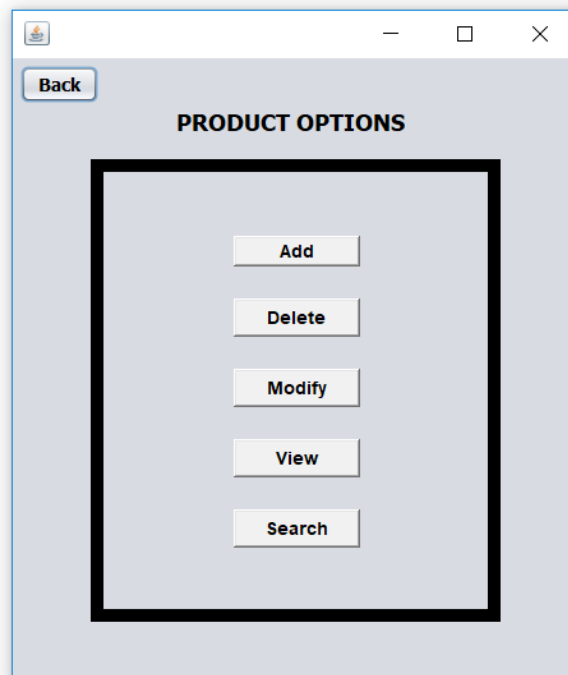 Back
PRODUCT OPTIONS
Add
Delete
Modify
View
Search